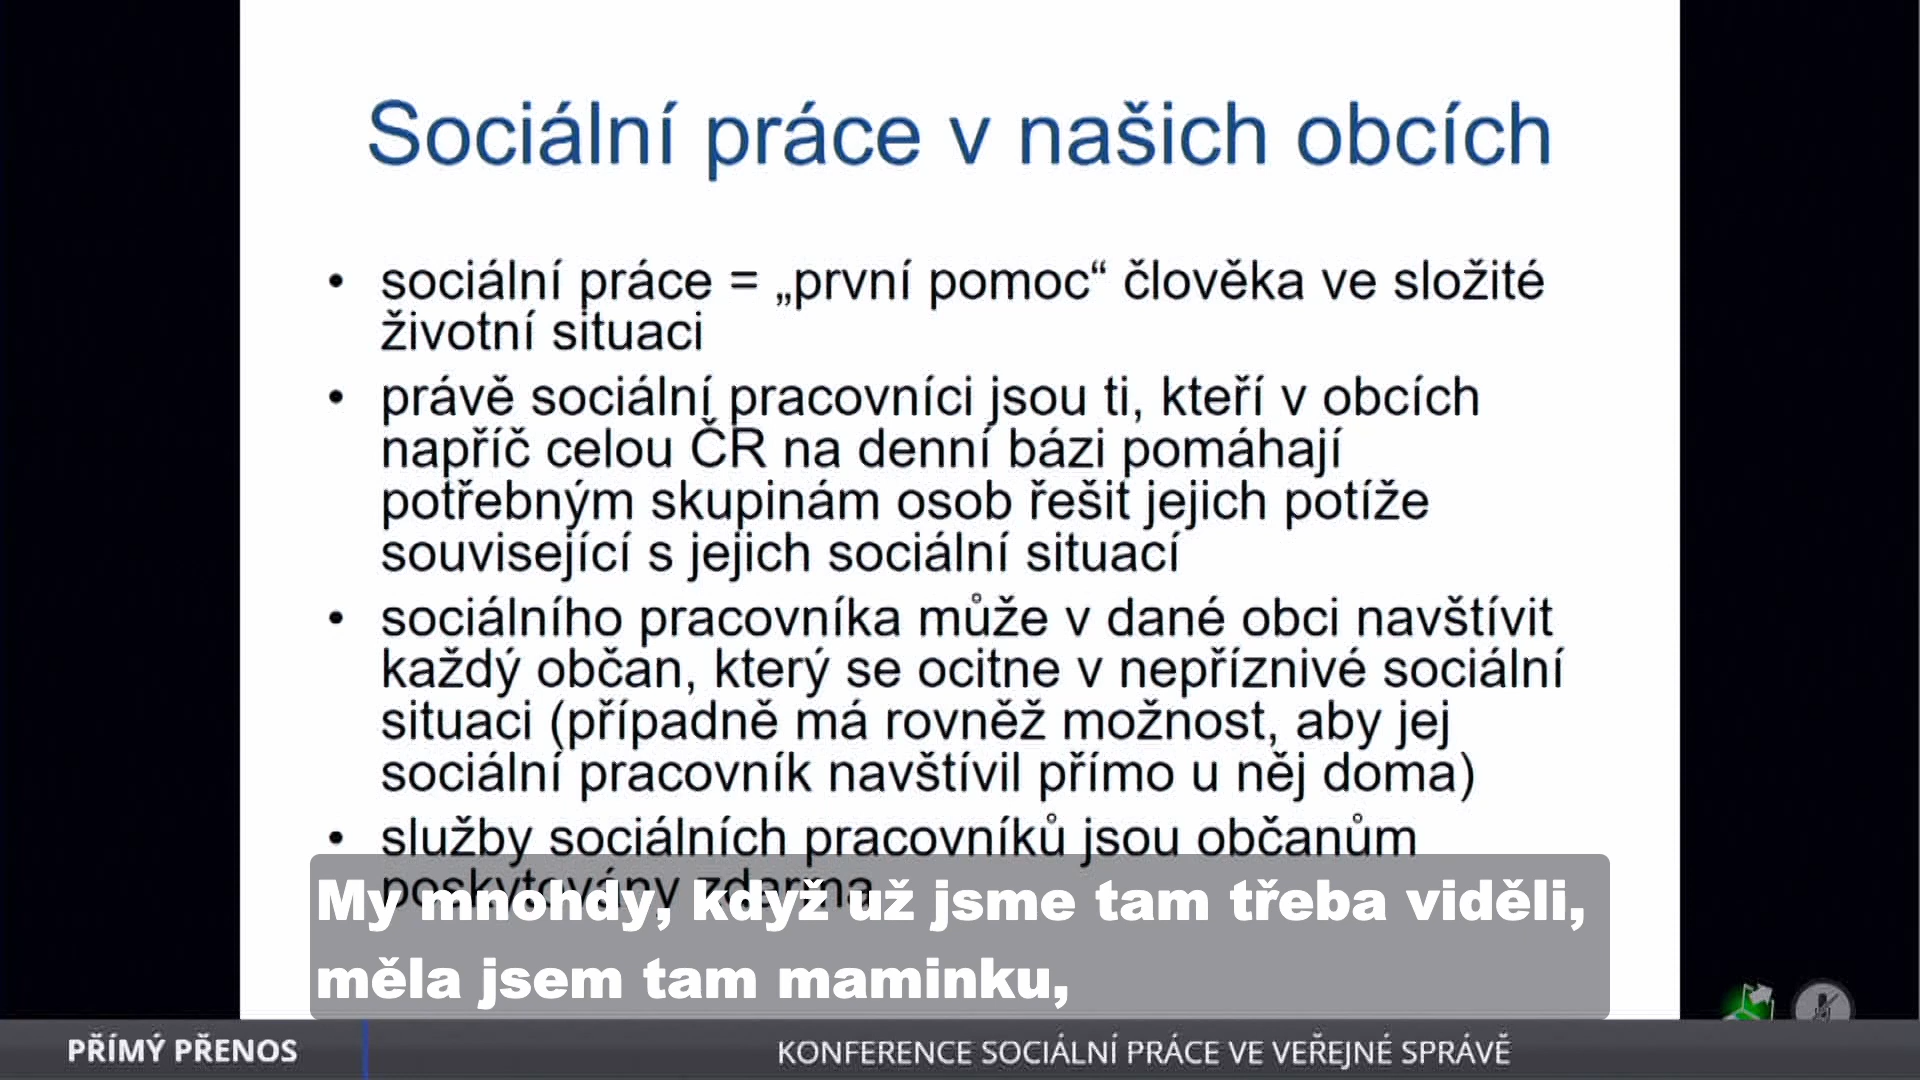 Sociální práce v našich obcích
• sociální práce = „první pomoc“ člověka ve složité
životní situaci
• právě sociální pracovníci jsou ti, kteří v obcích
napříč celou ČR na denní bázi pomáhají
potřebným skupinám osob řešit jejich potíže
související s jejich sociální situací
• sociálního pracovníka může v dané obci navštívit
každý občan, který se ocitne v nepříznivé sociální
situaci (případně má rovněž možnost, aby jej
sociální pracovník navštívil přímo u něj doma)
• služby sociálních pracovníků jsou občanům
poskytovány zdarma
My mnohdy, když už jsme tam třeba viděli,
měla jsem tam maminku,
PŘÍMÝ PŘENOS
KONFERENCE SOCIÁLNÍ PRÁCE VE VEŘEJNÉ SPRÁVĚ